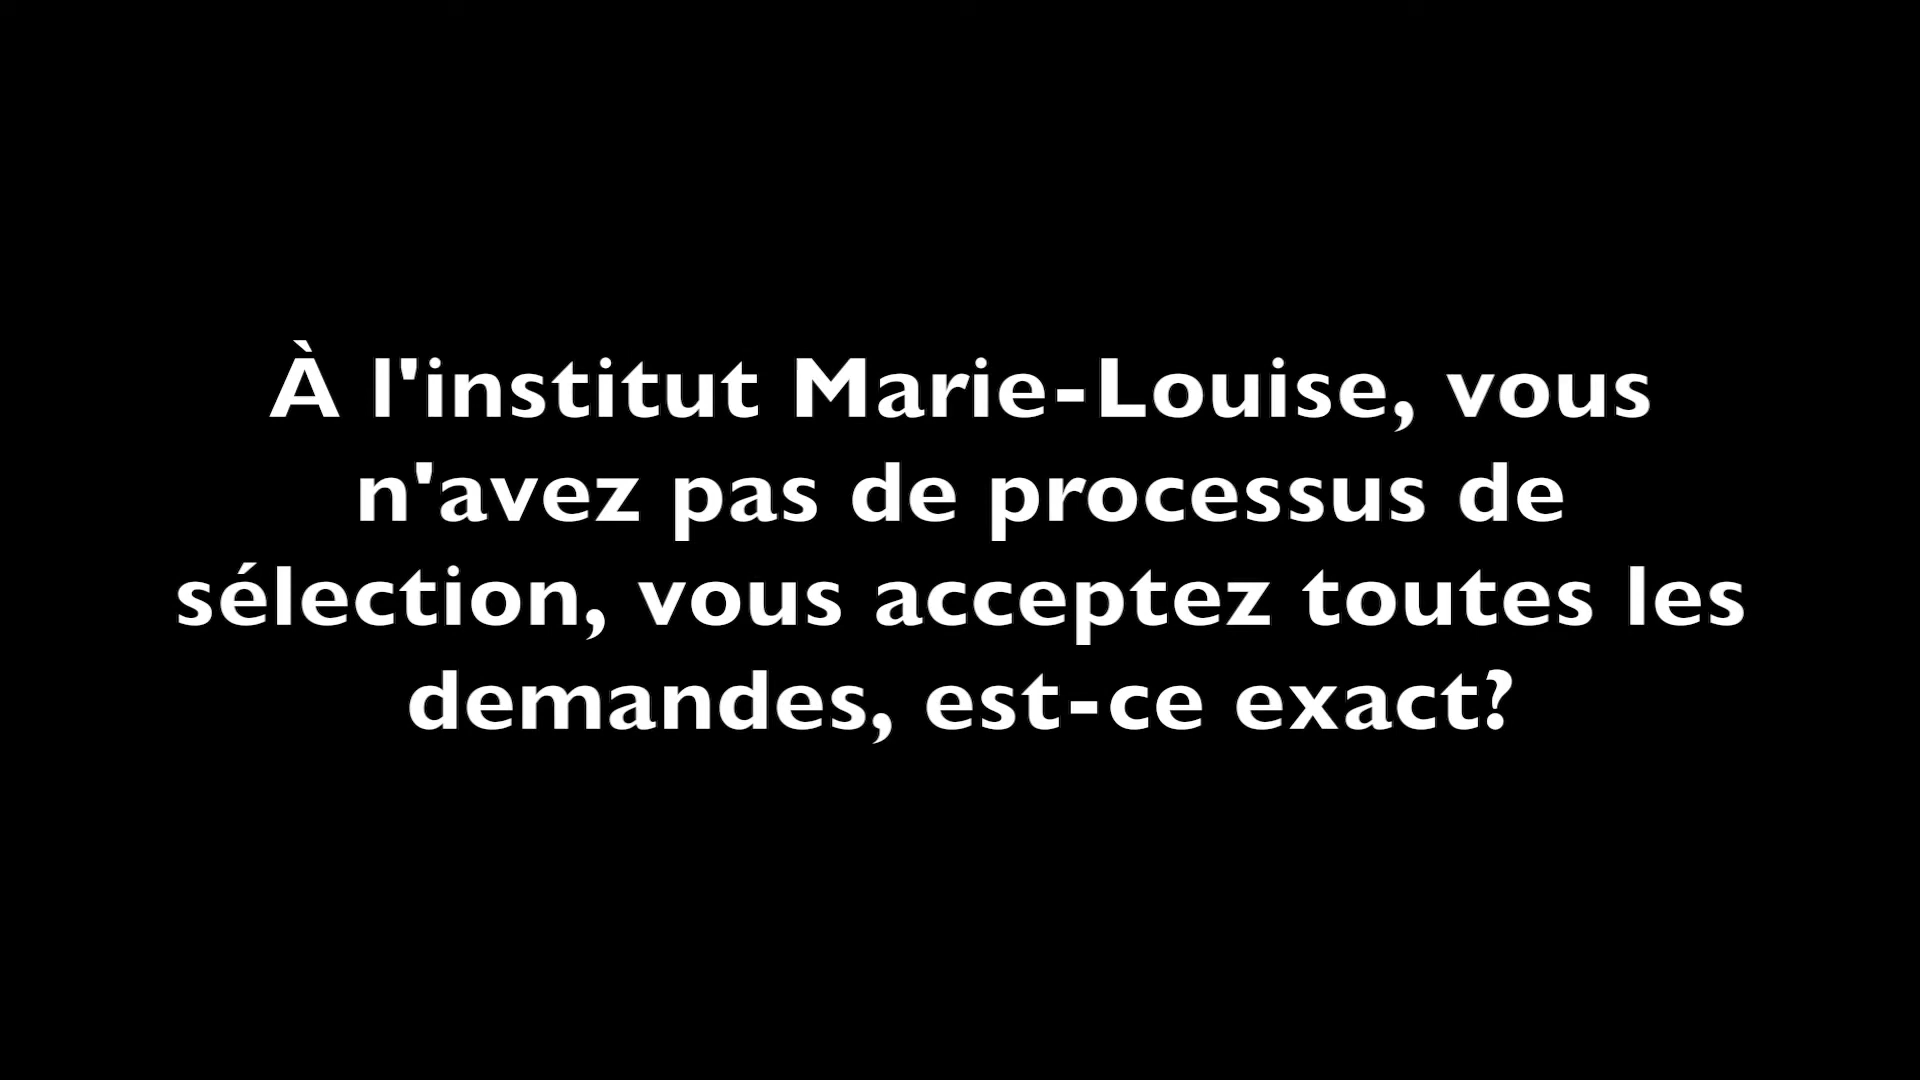 À l'institut Marie-Louise, vous
n'avez pas de processus de
sélection, vous acceptez toutes les
demandes, est-ce exact?